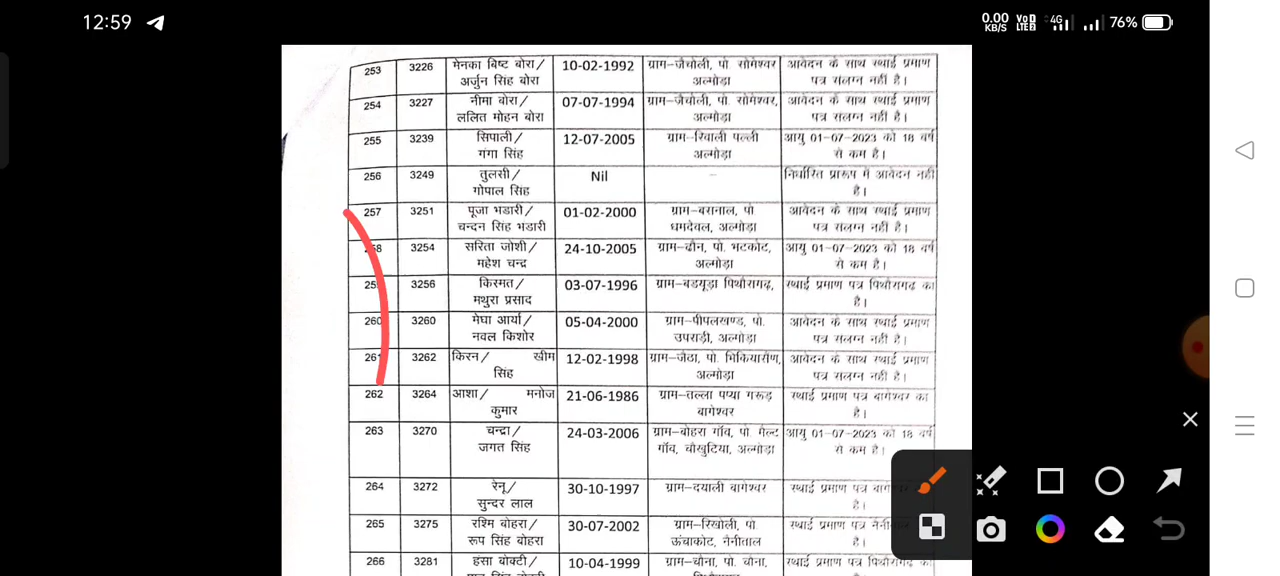 12:59
0.00 KB/S VoD LTE2 4G 76%
253 3226 मेनका बिष्ट बोरा/ 10-02-1992 ग्राम-जैचोली, पो सोमेश्वर आवेदन के साथ स्थाई प्रमाण
अर्जुन सिंह बोरा अल्मोड़ा पत्र सलग्न नहीं है।
254 3227 नीमा बोरा/ 07-07-1994 ग्राम-जैचोली, पो. सोमेश्वर, आवेदन के साथ स्थाई प्रमाण
ललित मोहन बोरा अल्मोड़ा पत्र सलग्न नहीं है।
255 3239 सिपाली/ 12-07-2005 ग्राम-रिवाली पल्ली आयु 01-07-2023 को 18 वर्ष
गंगा सिंह अल्मोड़ा से कम है।
256 3249 तुलसी/ Nil – निर्धारित प्रारूप में आवेदन नही
गोपाल सिंह है।
257 3251 पूजा भडारी/ 01-02-2000 ग्राम-बरानाल, पो आवेदन के साथ स्थाई प्रमाण
चन्दन सिंह भडारी धमदेवल, अल्मोड़ा पत्र सलग्न नहीं है।
258 3254 सरिता जोशी/ 24-10-2005 ग्राम-धौन, पो. भटकोट, आयु 01-07-2023 को 18 वर्ष
महेश चन्द्र अल्मोड़ा से कम है।
3256 किस्मत/ 03-07-1996 ग्राम-बडयूड़ा पिथौरागढ़, स्थाई प्रमाण पत्र पिथौरागढ का
मथुरा प्रसाद है।
260 3260 मेघा आर्या/ 05-04-2000 ग्राम-पीपलखण्ड, पो. आवेदन के साथ स्थाई प्रमाण
नवल किशोर उपराड़ी, अल्मोड़ा पत्र सलग्न नहीं है।
261 3262 किरन/ खीम 12-02-1998 ग्राम-जैठा, पो. भिकियासैंण, आवेदन के साथ स्थाई प्रमाण
सिंह अल्मोड़ा पत्र सलग्न नहीं है।
262 3264 आशा/ मनोज 21-06-1986 ग्राम-तल्ला पय्या गरूड़ स्थाई प्रमाण पत्र बागेश्वर का
कुमार बागेश्वर है।
263 3270 चन्द्रा/ 24-03-2006 ग्राम-बोहरा गॉव, पो. मैल्ट आयु 01-07-2023 को 18 वर्ष
जगत सिंह गॉव, चौखुटिया, अल्मोड़ा से कम है।
264 3272 रेनू/ 30-10-1997 ग्राम-दयाली बागेश्वर स्थाई प्रमाण पत्र
सुन्दर लाल है।
265 3275 रश्मि बोहरा/ 30-07-2002 ग्राम-रिखोली, पो. स्थाई प्रमाण पत्र
रूप सिंह बोहरा ऊंचाकोट, नैनीताल है।
266 3281 हंसा बोक्टी/ 10-04-1999 ग्राम-चौना, पो. चौना, स्थाई प्रमाण पत्र पिथौरागढ का